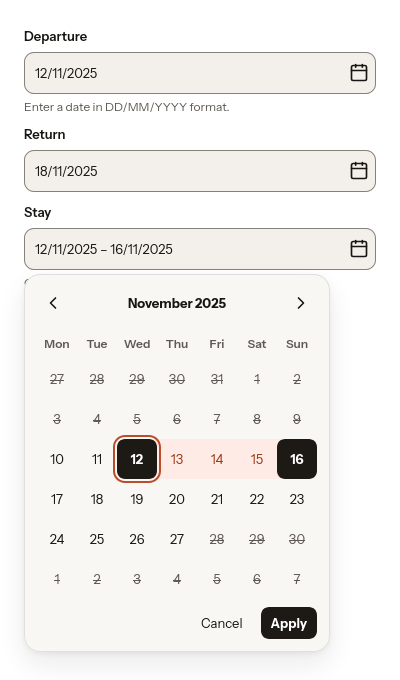 Departure
12/11/2025
Enter a date in DD/MM/YYYY format.
Return
18/11/2025
Stay
12/11/2025 – 16/11/2025
November 2025
Mon Tue Wed Thu Fri Sat Sun
27 28 29 30 31 1 2
3 4 5 6 7 8 9
10 11 12 13 14 15 16
17 18 19 20 21 22 23
24 25 26 27 28 29 30
1 2 3 4 5 6 7
Cancel Apply